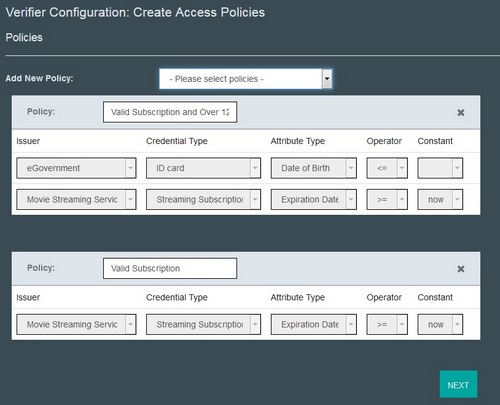 Verifier Configuration: Create Access Policies
Policies
Add New Policy: - Please select policies -
Policy: Valid Subscription and Over 12
Issuer Credential Type Attribute Type Operator Constant
eGovernment ID card Date of Birth <=
Movie Streaming Servic Streaming Subscription Expiration Date >= now
Policy: Valid Subscription
Issuer Credential Type Attribute Type Operator Constant
Movie Streaming Servic Streaming Subscription Expiration Date >= now
NEXT